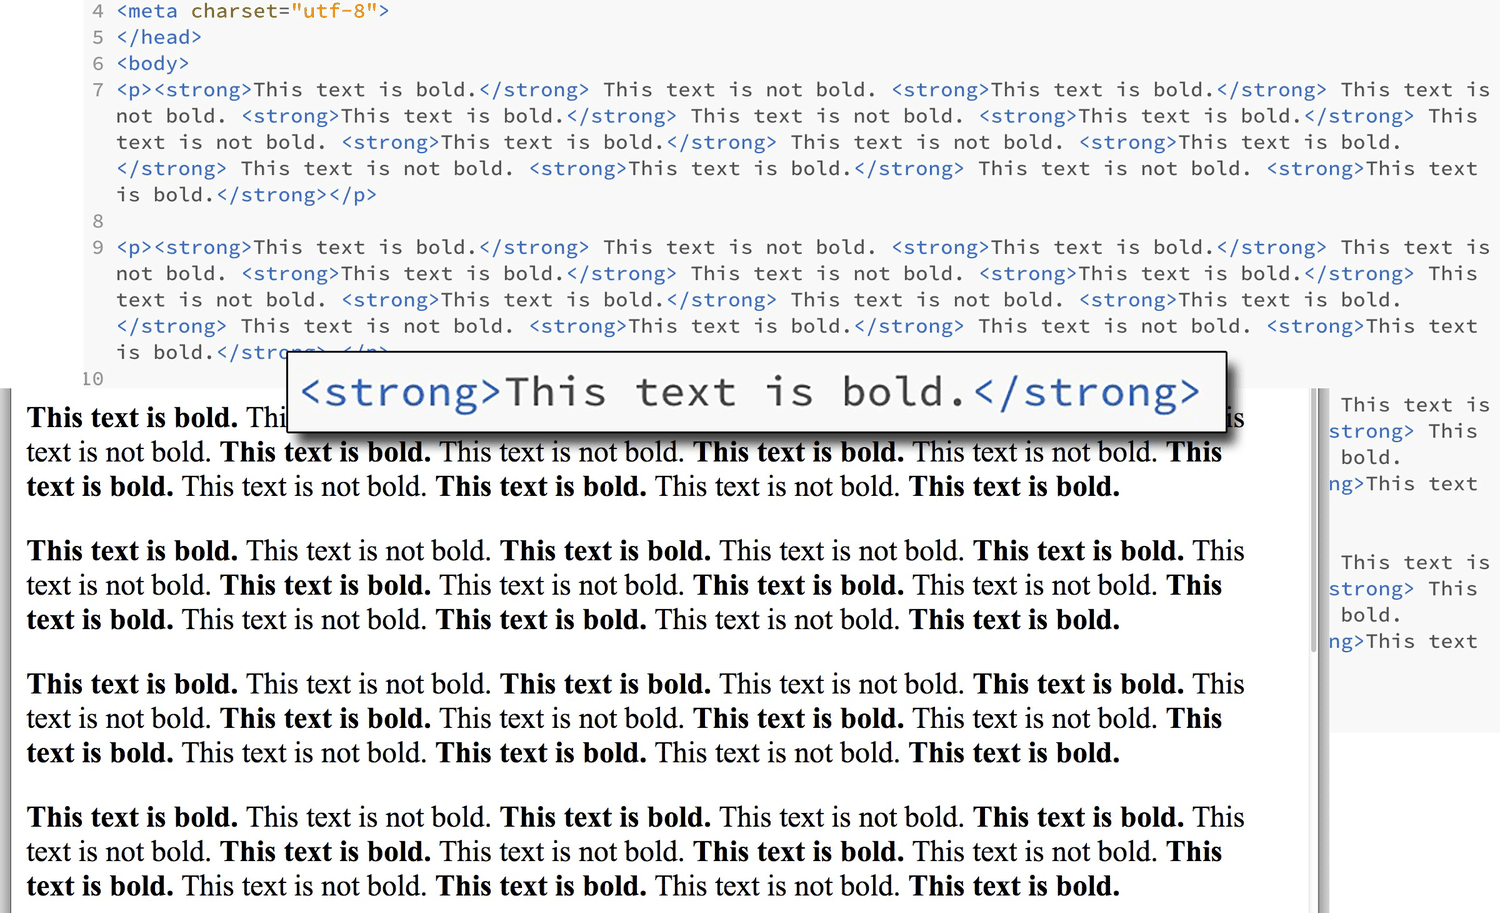 4 <meta charset="utf-8">
5 </head>
6 <body>
7 <p><strong>This text is bold.</strong> This text is not bold. <strong>This text is bold.</strong> This text is
not bold. <strong>This text is bold.</strong> This text is not bold. <strong>This text is bold.</strong> This
text is not bold. <strong>This text is bold.</strong> This text is not bold. <strong>This text is bold.
</strong> This text is not bold. <strong>This text is bold.</strong> This text is not bold. <strong>This text
is bold.</strong></p>
8
9 <p><strong>This text is bold.</strong> This text is not bold. <strong>This text is bold.</strong> This text is
not bold. <strong>This text is bold.</strong> This text is not bold. <strong>This text is bold.</strong> This
text is not bold. <strong>This text is bold.</strong> This text is not bold. <strong>This text is bold.
</strong> This text is not bold. <strong>This text is bold.</strong> This text is not bold. <strong>This text
is bold.
10
<strong>This text is bold.</strong>
This text is bold.
text is not bold. This text is bold. This text is not bold. This text is bold. This text is not bold. This
text is bold. This text is not bold. This text is bold. This text is not bold. This text is bold.
This text is bold. This text is not bold. This text is bold. This text is not bold. This text is bold. This
text is not bold. This text is bold. This text is not bold. This text is bold. This text is not bold. This
text is bold. This text is not bold. This text is bold. This text is not bold. This text is bold.
This text is bold. This text is not bold. This text is bold. This text is not bold. This text is bold. This
text is not bold. This text is bold. This text is not bold. This text is bold. This text is not bold. This
text is bold. This text is not bold. This text is bold. This text is not bold. This text is bold.
This text is bold. This text is not bold. This text is bold. This text is not bold. This text is bold. This
text is not bold. This text is bold. This text is not bold. This text is bold. This text is not bold. This
text is bold. This text is not bold. This text is bold. This text is not bold. This text is bold.
This text is
strong> This
bold.
ng>This text
This text is
strong> This
bold.
ng>This text